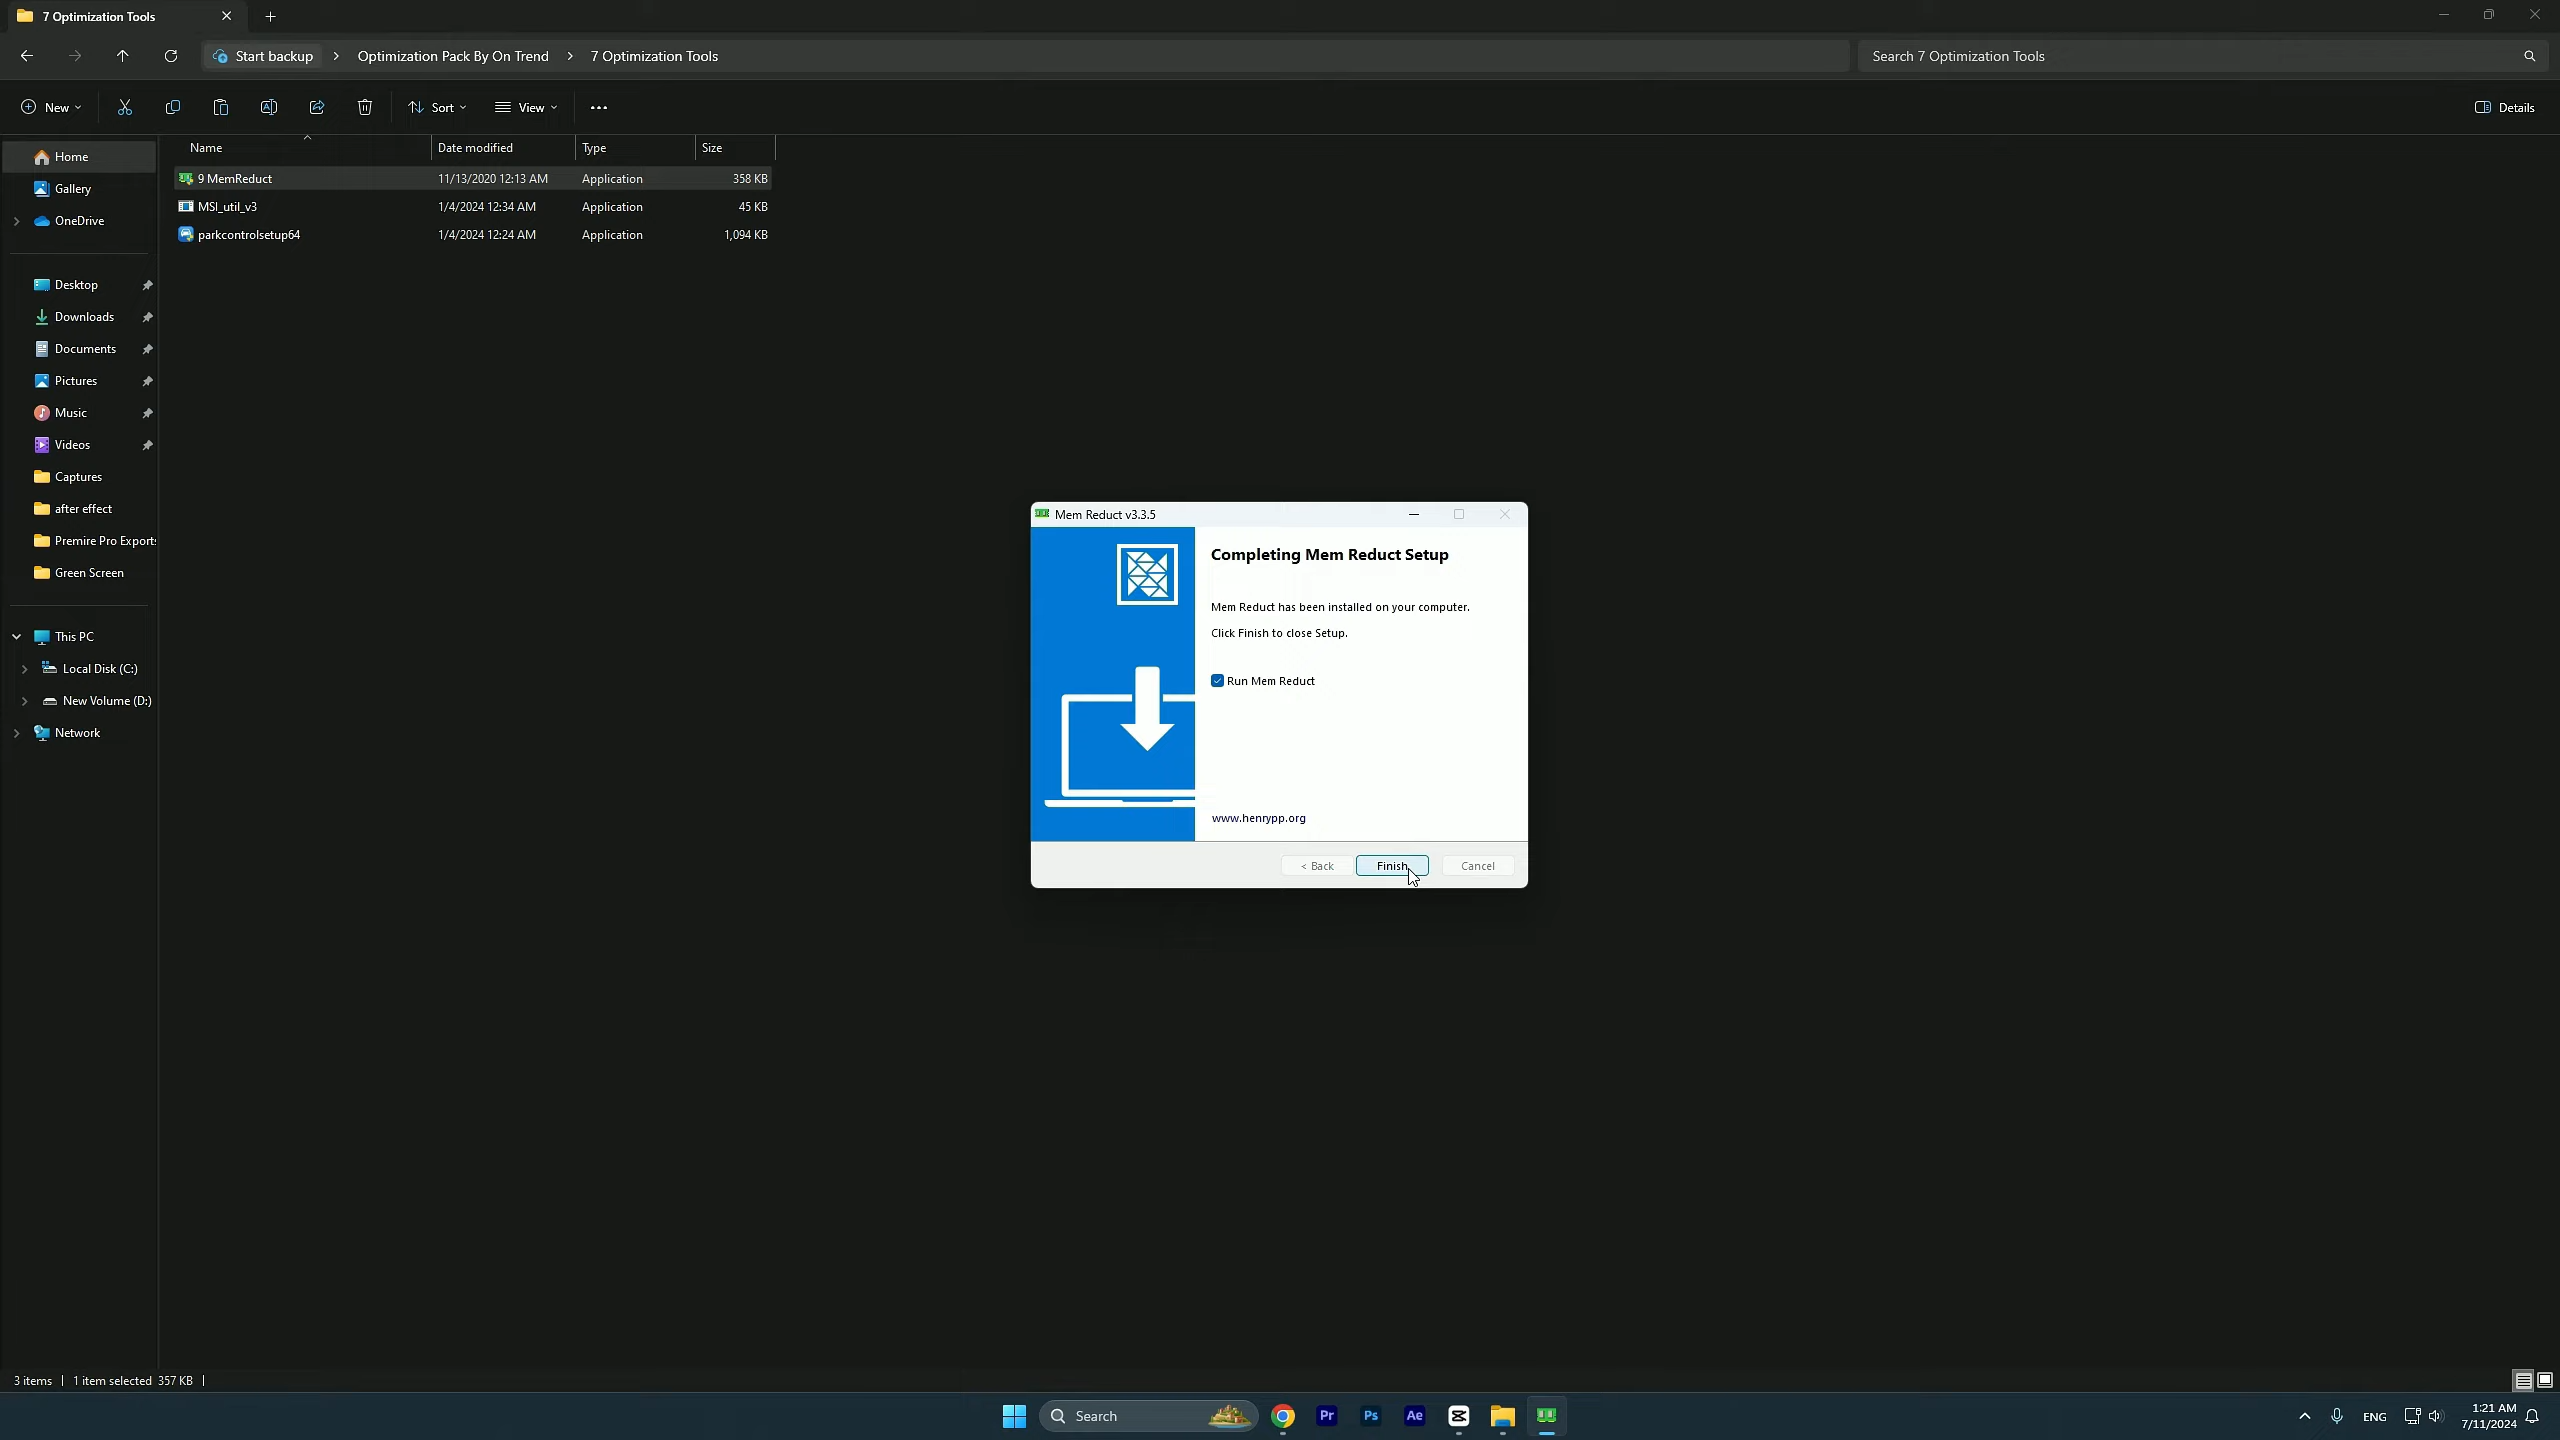 7 Optimization Tools
Start backup > Optimization Pack By On Trend > 7 Optimization Tools
Search 7 Optimization Tools
New
Sort
View
Details
Name Date modified Type Size
9 MemReduct 11/13/2020 12:13 AM Application 358 KB
MSI_util_v3 1/4/2024 12:34 AM Application 45 KB
parkcontrolsetup64 1/4/2024 12:24 AM Application 1,094 KB
Home
Gallery
OneDrive
Desktop
Downloads
Documents
Pictures
Music
Videos
Captures
after effect
Premire Pro Exports
Green Screen
This PC
Local Disk (C:)
New Volume (D:)
Network
Mem Reduct v3.3.5
Completing Mem Reduct Setup
Mem Reduct has been installed on your computer.
Click Finish to close Setup.
Run Mem Reduct
www.henrypp.org
< Back Finish Cancel
3 items 1 item selected 357 KB
Search
Pr
Ps
Ae
ENG
1:21 AM
7/11/2024